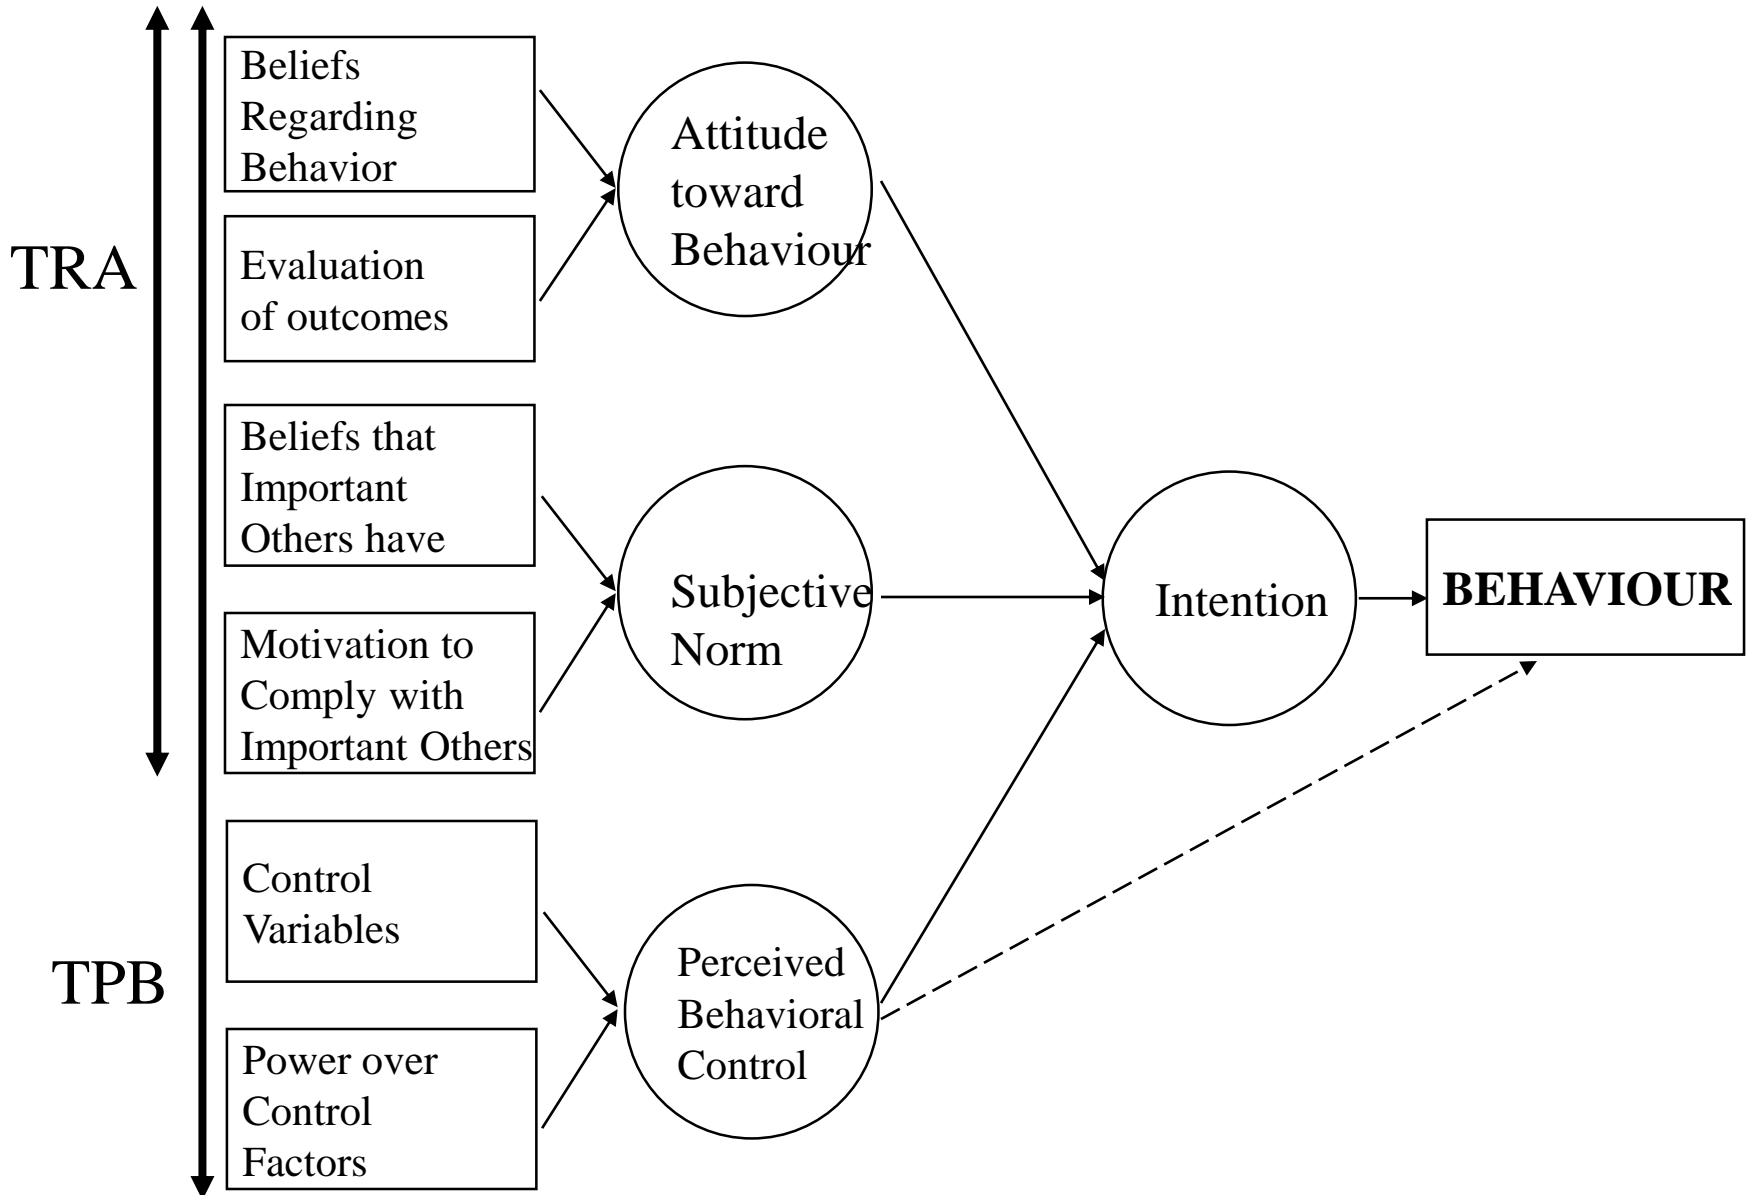 Beliefs
Regarding
Behavior
Evaluation
of outcomes
TRA
Beliefs that
Important
Others have
Motivation to
Comply with
Important Others
Control
Variables
TPB
Power over
Control
Factors
Attitude
toward
Behaviour
Subjective
Norm
Perceived
Behavioral
Control
Intention
BEHAVIOUR